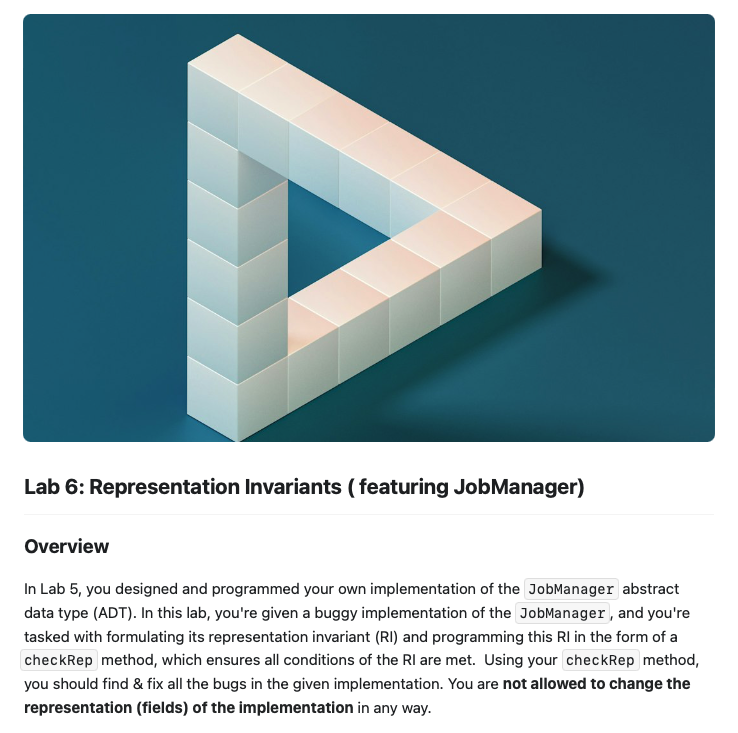 Lab 6: Representation Invariants ( featuring JobManager)
Overview
In Lab 5, you designed and programmed your own implementation of the JobManager abstract
data type (ADT). In this lab, you're given a buggy implementation of the JobManager, and you're
tasked with formulating its representation invariant (RI) and programming this RI in the form of a
checkRep method, which ensures all conditions of the RI are met.  Using your checkRep method,
you should find & fix all the bugs in the given implementation. You are not allowed to change the
representation (fields) of the implementation in any way.